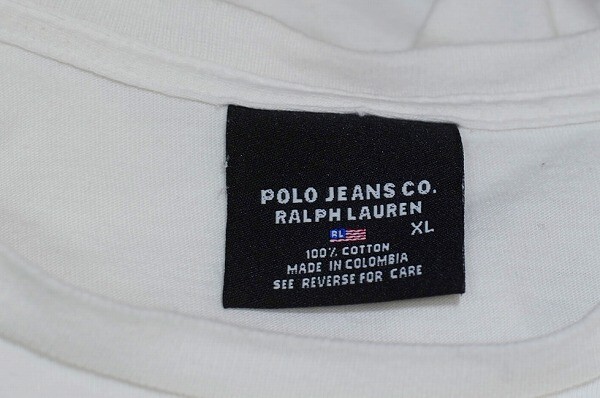 POLO JEANS CO.
RALPH LAUREN
XL
RL
100% COTTON
MADE IN COLOMBIA
SEE REVERSE FOR CARE